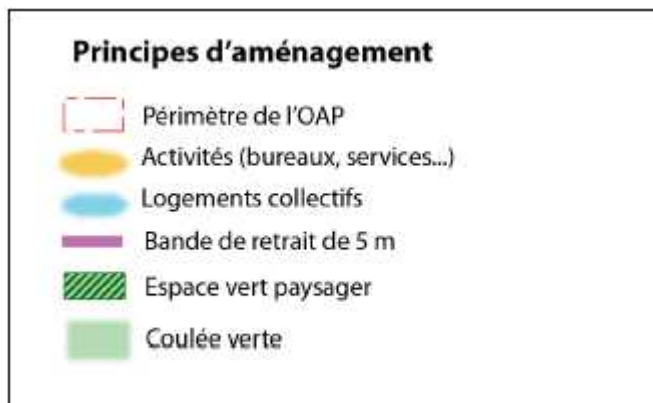 Principes d'aménagement
Périmètre de l'OAP
Activités (bureaux, services...)
Logements collectifs
Bande de retrait de 5 m
Espace vert paysager
Coulée verte